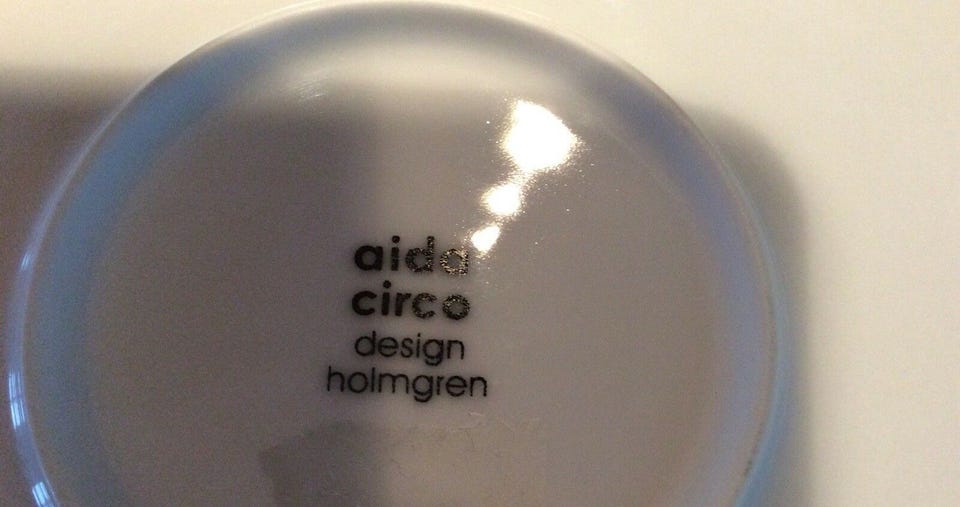 aida
circo
design
holmgren